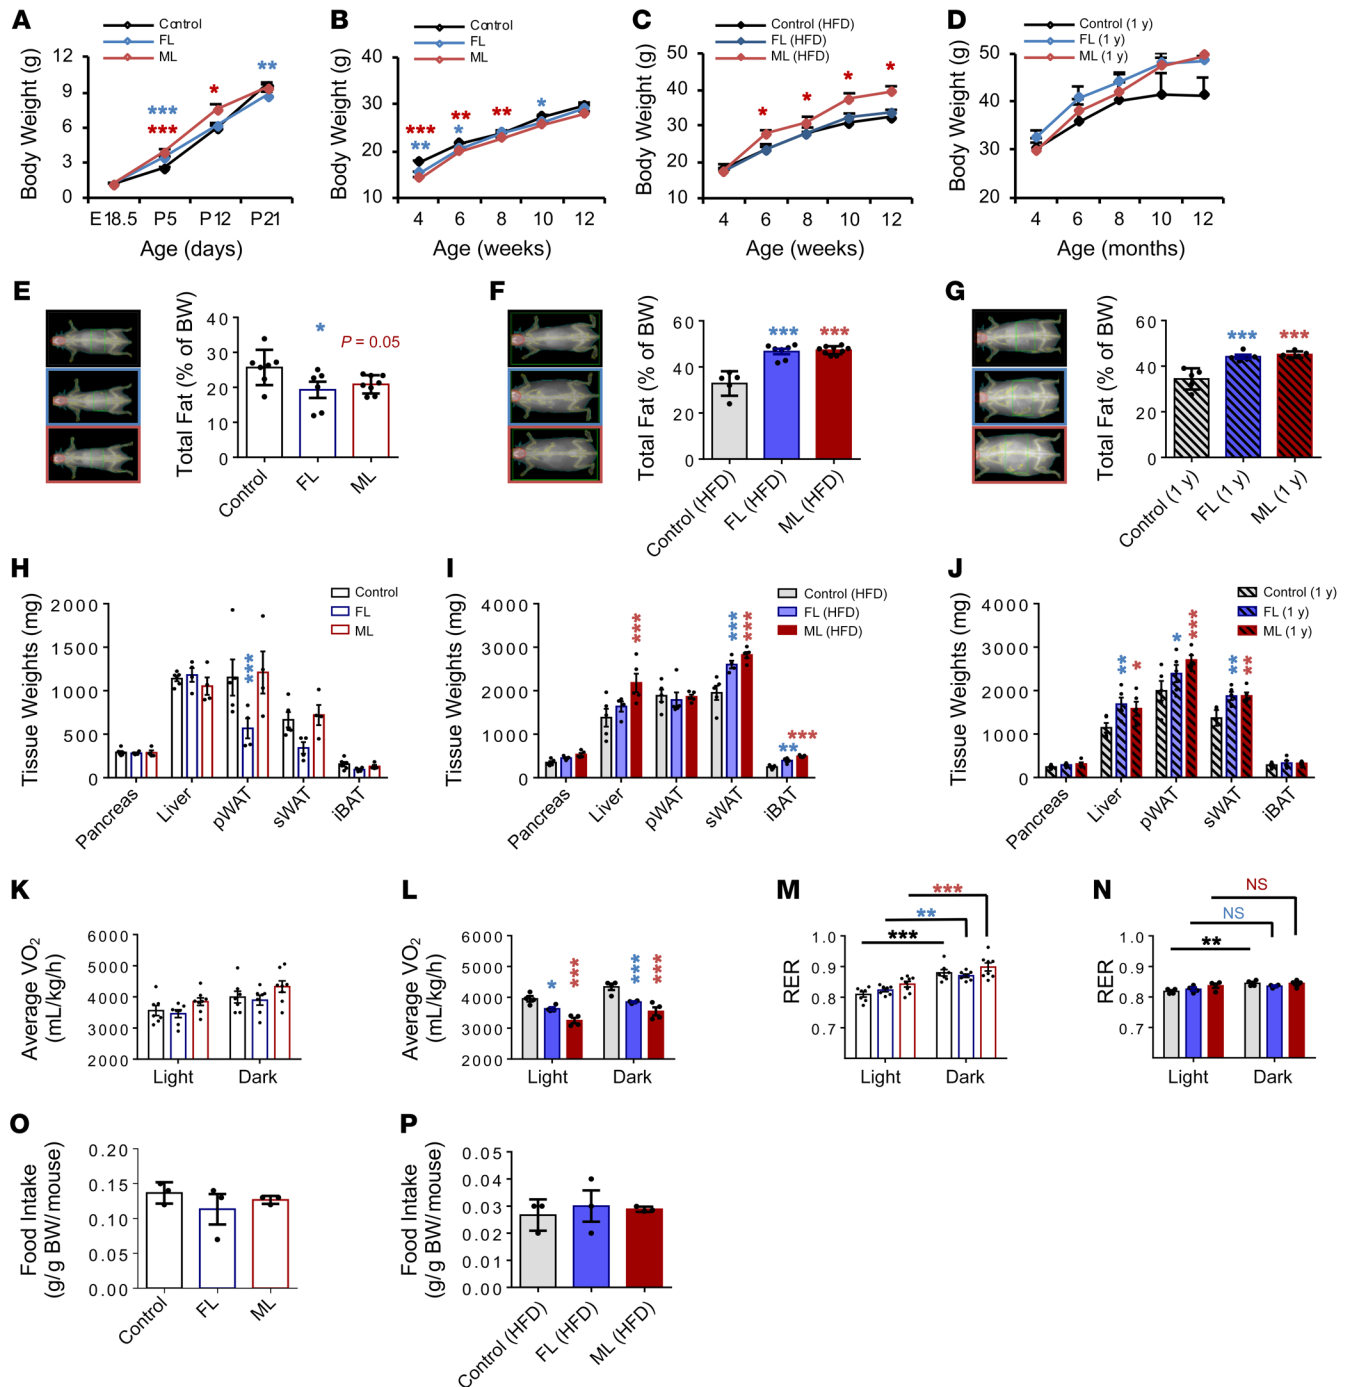 A
Control
FL
ML
Body Weight (g)
12
9
6
3
0
***
***
*
**
E18.5 P5 P12 P21
Age (days)
B
Control
FL
ML
Body Weight (g)
40
30
20
10
***
**
**
*
**
*
4 6 8 10 12
Age (weeks)
C
Control (HFD)
FL (HFD)
ML (HFD)
Body Weight (g)
50
40
30
20
10
* * * *
4 6 8 10 12
Age (weeks)
D
Control (1 y)
FL (1 y)
ML (1 y)
Body Weight (g)
50
40
30
20
4 6 8 10 12
Age (months)
E
Total Fat (% of BW)
40
30
20
10
0
*
P = 0.05
Control FL ML
F
Total Fat (% of BW)
60
40
20
0
*** ***
Control (HFD) FL (HFD) ML (HFD)
G
Total Fat (% of BW)
60
40
20
0
*** ***
Control (1 y) FL (1 y) ML (1 y)
H
Tissue Weights (mg)
2000
1500
1000
500
0
Control
FL
ML
***
Pancreas Liver pWAT sWAT iBAT
I
Tissue Weights (mg)
4000
3000
2000
1000
0
Control (HFD)
FL (HFD)
ML (HFD)
*** *** *** ** ***
Pancreas Liver pWAT sWAT iBAT
J
Tissue Weights (mg)
4000
3000
2000
1000
0
Control (1 y)
FL (1 y)
ML (1 y)
** * * *** ** **
Pancreas Liver pWAT sWAT iBAT
K
Average VO2
(mL/kg/h)
6000
5000
4000
3000
2000
Light Dark
L
Average VO2
(mL/kg/h)
6000
5000
4000
3000
2000
* *** *** ***
Light Dark
M
RER
1.0
0.9
0.8
0.7
***
**
***
Light Dark
N
RER
1.0
0.9
0.8
0.7
NS
NS
**
Light Dark
O
Food Intake
(g/g BW/mouse)
0.20
0.15
0.10
0.05
0.00
Control FL ML
P
Food Intake
(g/g BW/mouse)
0.05
0.04
0.03
0.02
0.01
0.00
Control (HFD) FL (HFD) ML (HFD)